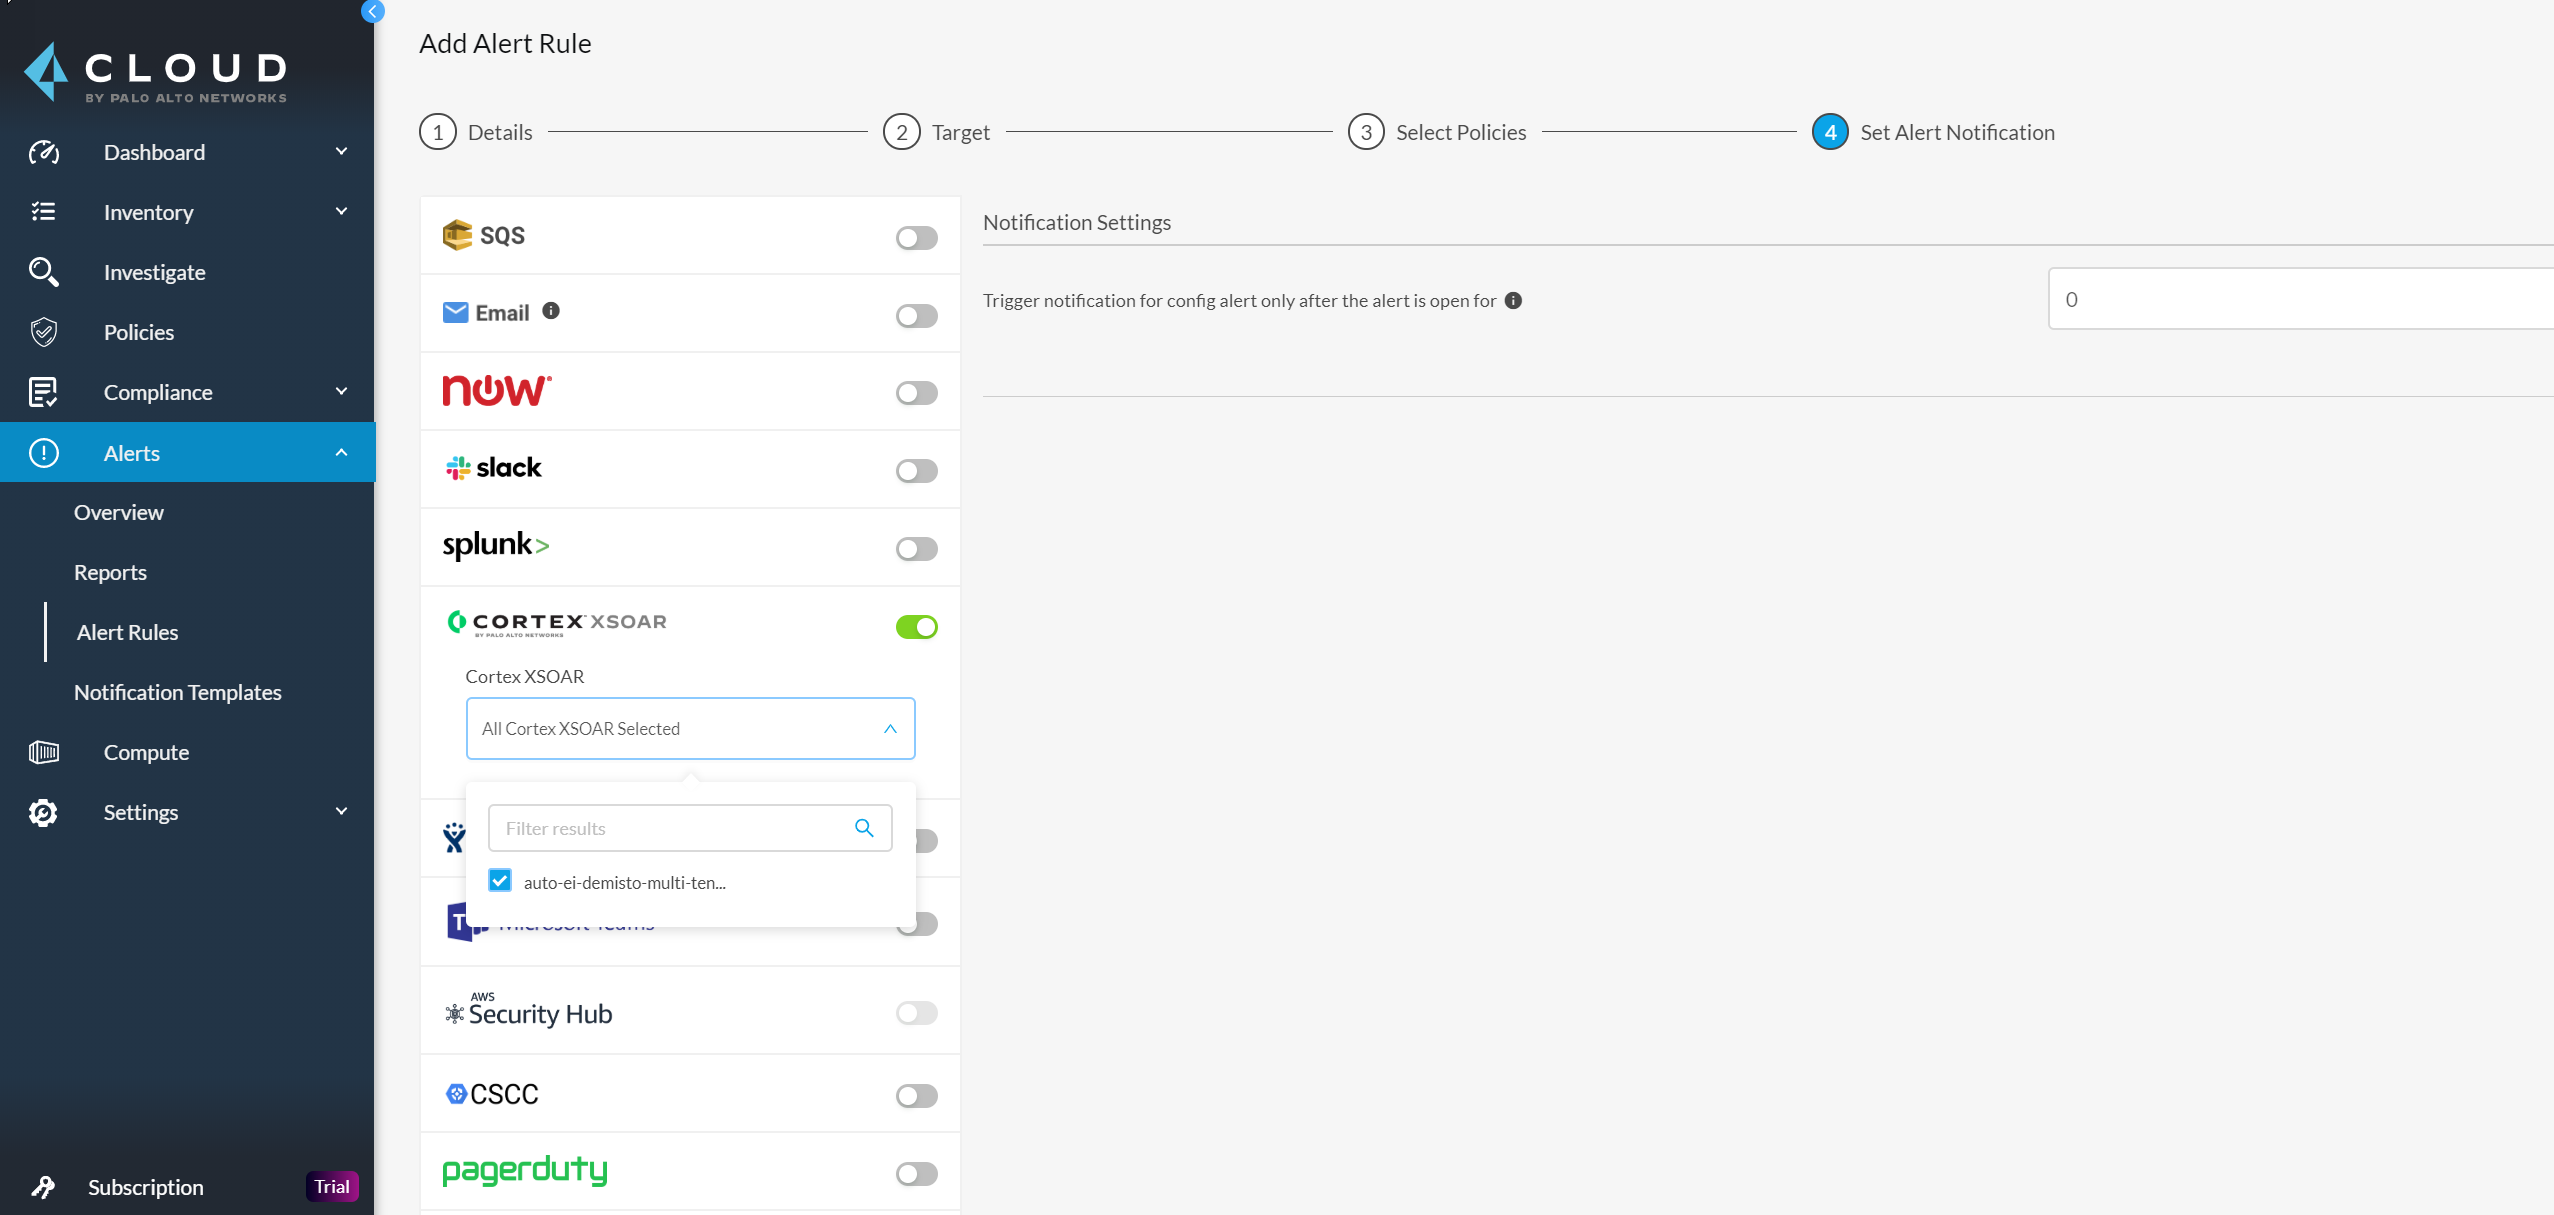 CLOUD
BY PALO ALTO NETWORKS
Dashboard
Inventory
Investigate
Policies
Compliance
Alerts
Overview
Reports
Alert Rules
Notification Templates
Compute
Settings
Subscription
Trial
Add Alert Rule
1 Details
2 Target
3 Select Policies
4 Set Alert Notification
SQS
Email
now
slack
splunk>
CORTEX XSOAR
BY PALO ALTO NETWORKS
Cortex XSOAR
All Cortex XSOAR Selected
Filter results
auto-ei-demisto-multi-ten...
Microsoft Teams
AWS
Security Hub
CSCC
pagerduty
Notification Settings
Trigger notification for config alert only after the alert is open for
0